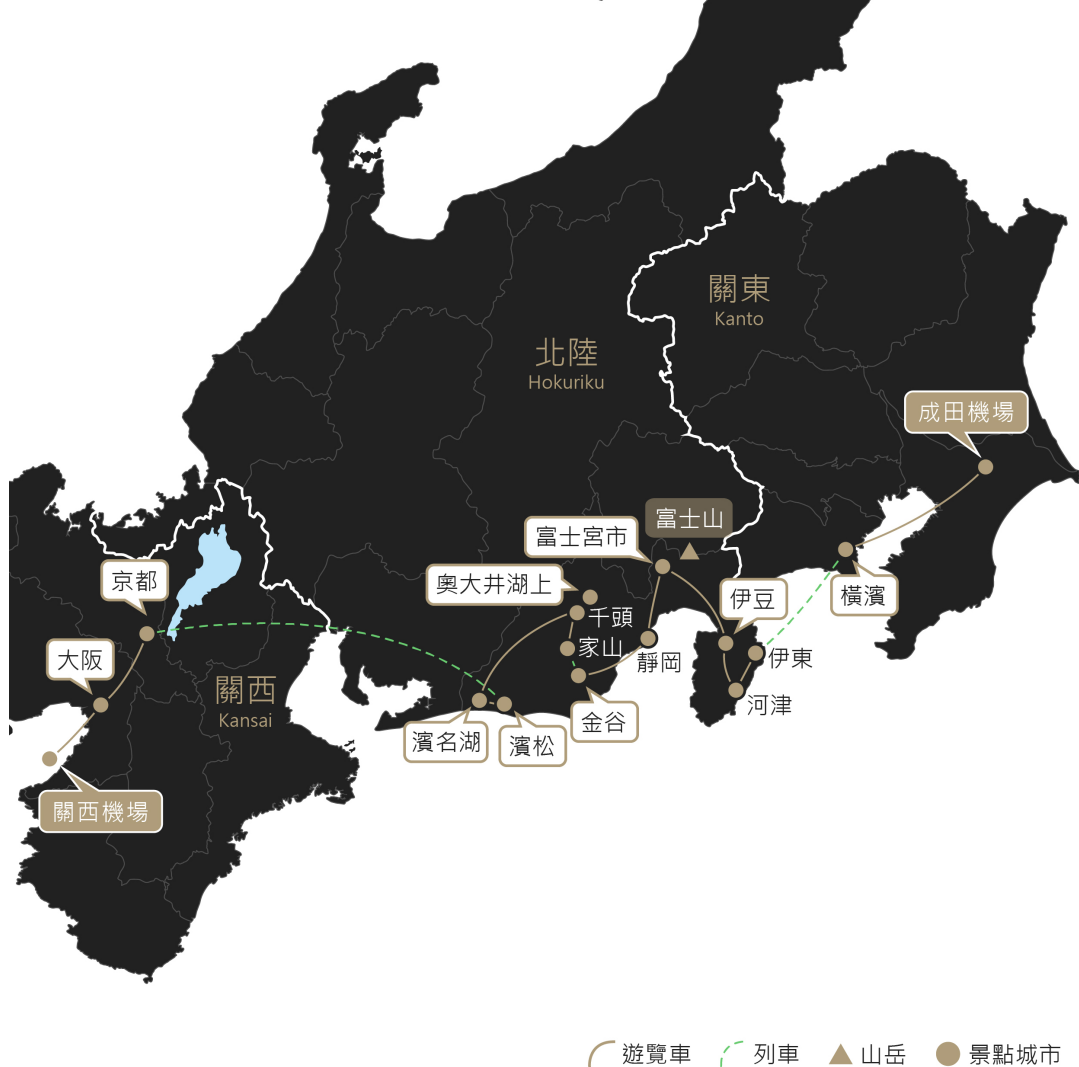 關東
Kanto
北陸
Hokuriku
成田機場
富士山
富士宮市
奧大井湖上
京都
千頭
伊豆
橫濱
家山
大阪
靜岡
伊東
關西
Kansai
河津
金谷
濱名湖
濱松
關西機場
遊覽車
列車
山岳
景點城市